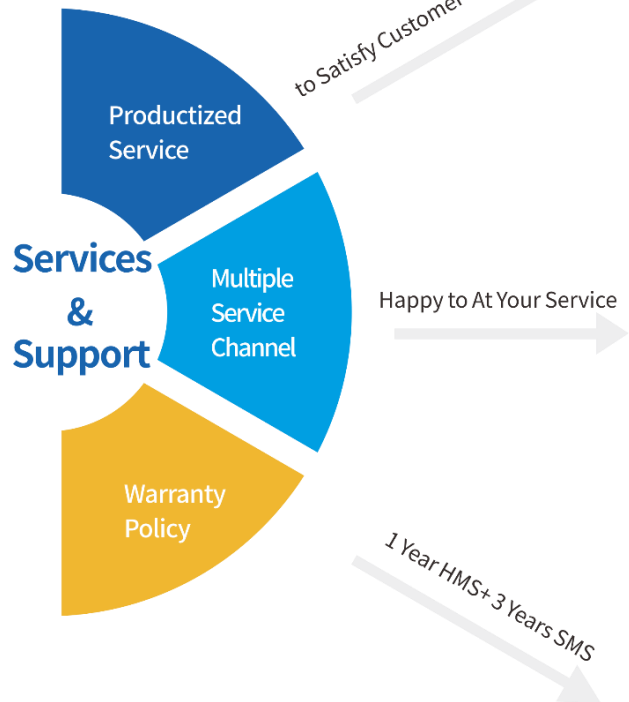 to Satisfy Customer
Productized
Service
Services
&
Support
Multiple
Service
Channel
Happy to At Your Service
Warranty
Policy
1 Year HMS+ 3 Years SMS